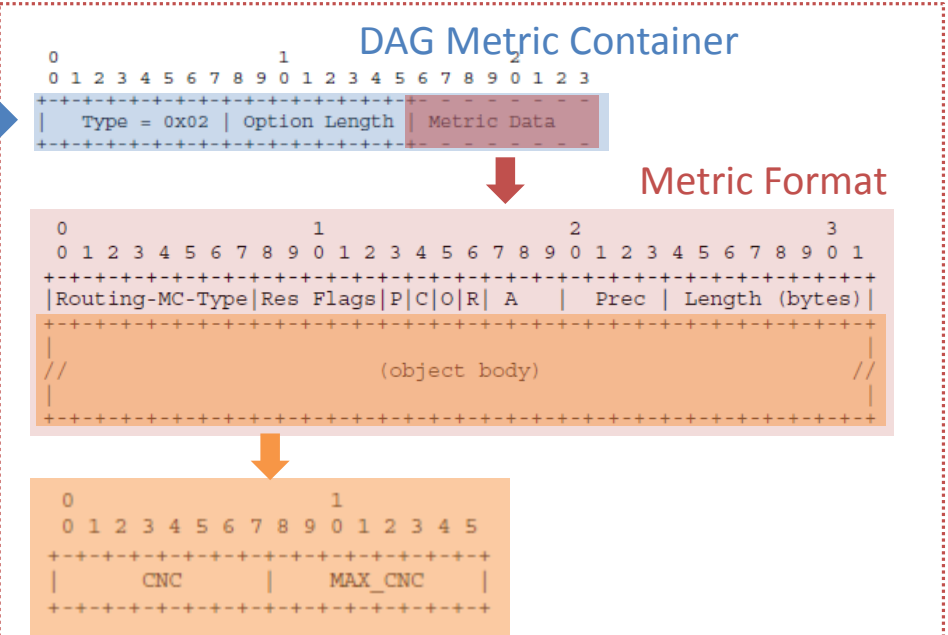 DAG Metric Container
0                   1                   2
0 1 2 3 4 5 6 7 8 9 0 1 2 3 4 5 6 7 8 9 0 1 2 3
+-+-+-+-+-+-+-+-+-+-+-+-+-+-+-+-+- - - - - - - -
|   Type = 0x02 | Option Length | Metric Data
+-+-+-+-+-+-+-+-+-+-+-+-+-+-+-+-+- - - - - - - -
Metric Format
0                   1                   2                   3
0 1 2 3 4 5 6 7 8 9 0 1 2 3 4 5 6 7 8 9 0 1 2 3 4 5 6 7 8 9 0 1
+-+-+-+-+-+-+-+-+-+-+-+-+-+-+-+-+-+-+-+-+-+-+-+-+-+-+-+-+-+-+-+-+
|Routing-MC-Type|Res Flags|P|C|O|R| A   |  Prec | Length (bytes)|
+-+-+-+-+-+-+-+-+-+-+-+-+-+-+-+-+-+-+-+-+-+-+-+-+-+-+-+-+-+-+-+-+
|                                                               |
//                        (object body)                        //
|                                                               |
+-+-+-+-+-+-+-+-+-+-+-+-+-+-+-+-+-+-+-+-+-+-+-+-+-+-+-+-+-+-+-+-+
0                   1
0 1 2 3 4 5 6 7 8 9 0 1 2 3 4 5
+-+-+-+-+-+-+-+-+-+-+-+-+-+-+-+-+
|      CNC      |    MAX_CNC    |
+-+-+-+-+-+-+-+-+-+-+-+-+-+-+-+-+